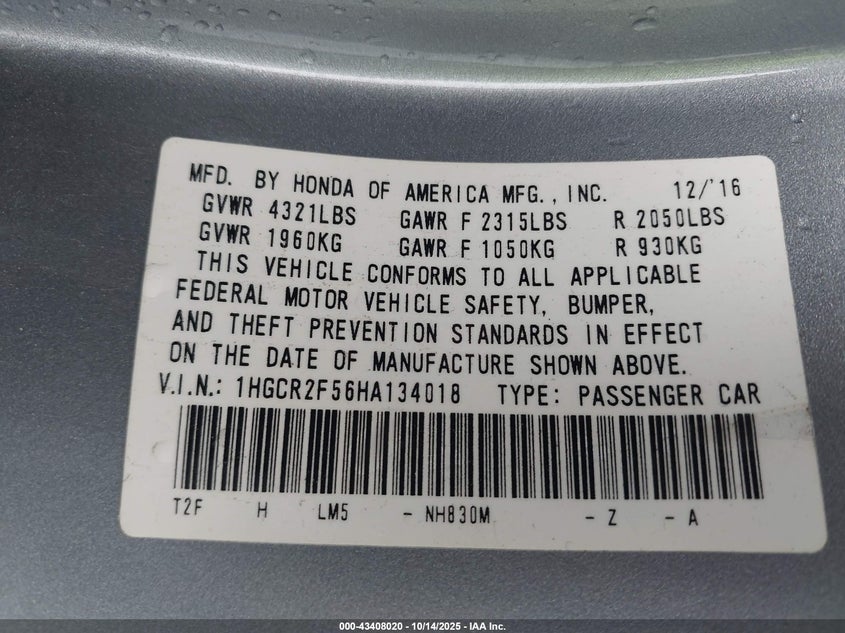 MFD. BY HONDA OF AMERICA MFG., INC. 12/'16
GVWR 4321LBS GAWR F 2315LBS R 2050LBS
GVWR 1960KG GAWR F 1050KG R 930KG
THIS VEHICLE CONFORMS TO ALL APPLICABLE
FEDERAL MOTOR VEHICLE SAFETY, BUMPER,
AND THEFT PREVENTION STANDARDS IN EFFECT
ON THE DATE OF MANUFACTURE SHOWN ABOVE.
V.I.N.: 1HGCR2F56HA134018 TYPE: PASSENGER CAR
T2F H LM5 - NH830M - Z - A
000-43408020 - 10/14/2025 - IAA Inc.